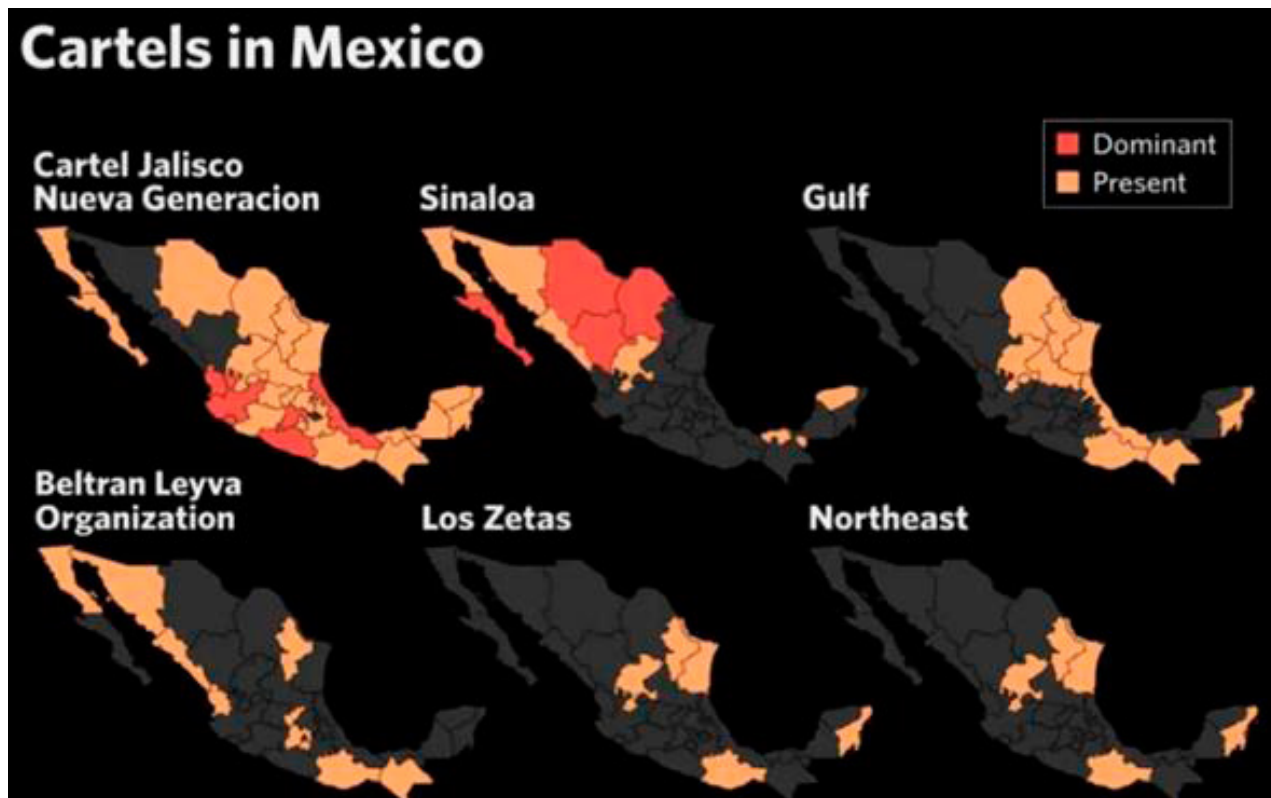 Cartels in Mexico
Dominant
Present
Cartel Jalisco
Nueva Generacion
Sinaloa
Gulf
Beltran Leyva
Organization
Los Zetas
Northeast